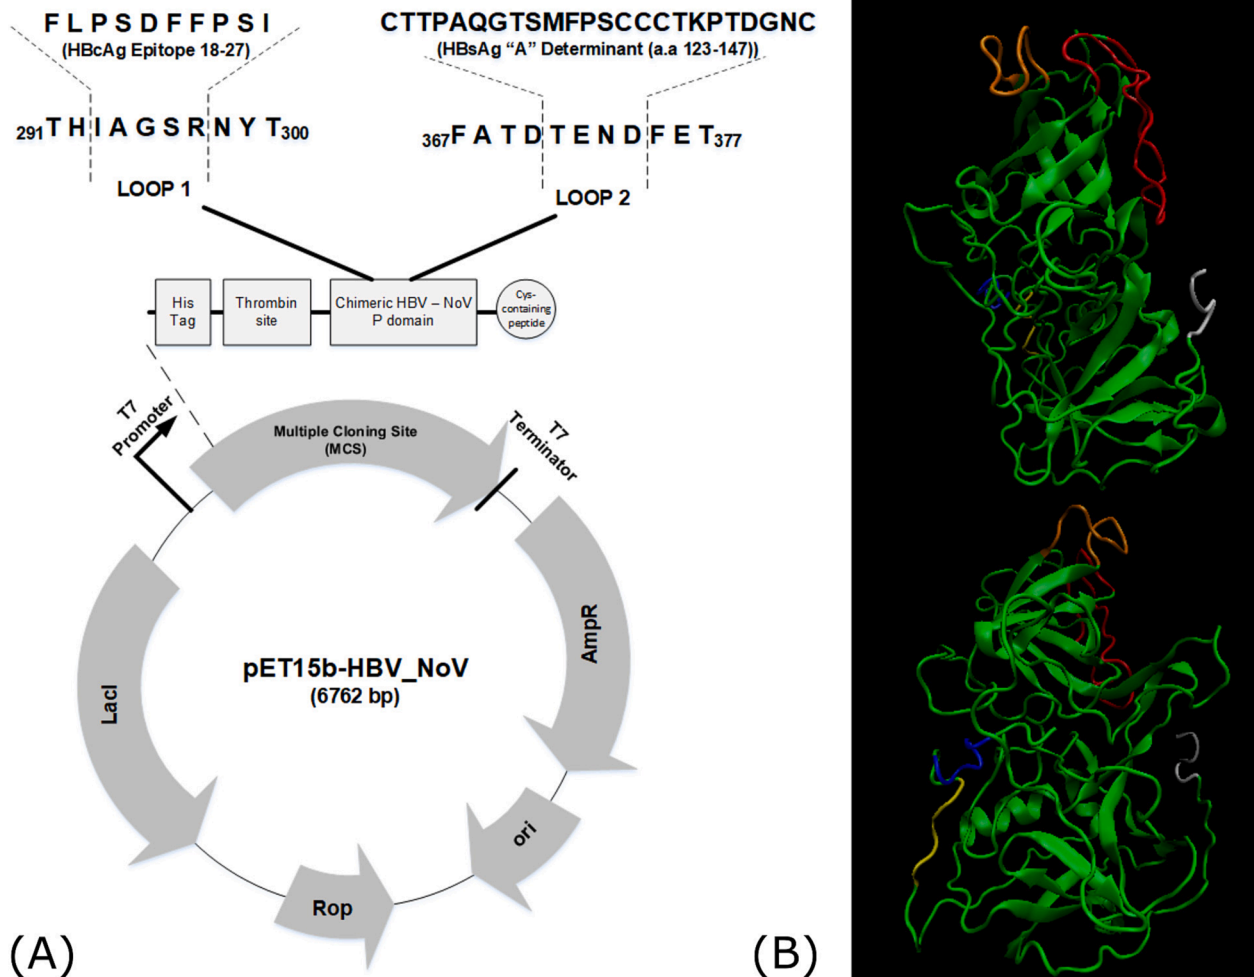 F L P S D F F P S I
(HBcAg Epitope 18-27)
CTTPAQGTSMFPSCCCTKPTDGNC
(HBsAg “A” Determinant (a.a 123-147))
291T H I A G S R N Y T300
367F A T D T E N D F E T377
LOOP 1
LOOP 2
His
Tag
Thrombin
site
Chimeric HBV – NoV
P domain
Cys-
containing
peptide
T7
Promoter
Multiple Cloning Site
(MCS)
T7
Terminator
LacI
AmpR
pET15b-HBV_NoV
(6762 bp)
ori
Rop
(A)
(B)